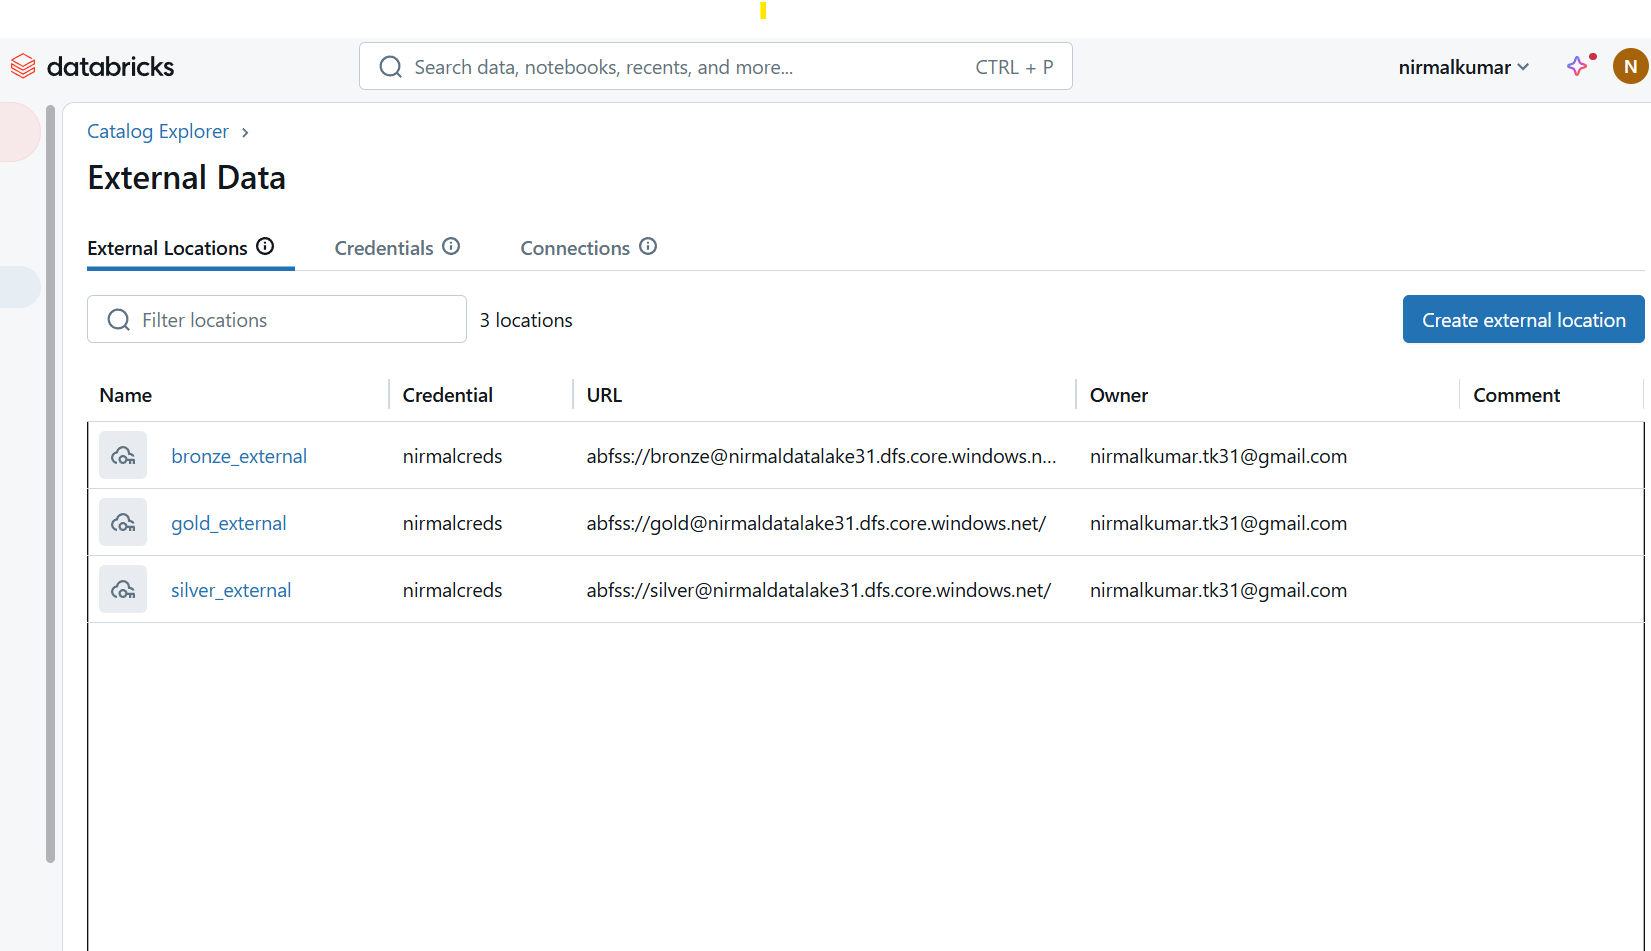 databricks
Search data, notebooks, recents, and more... CTRL + P
nirmalkumar
N
Catalog Explorer >
External Data
External Locations Credentials Connections
Filter locations 3 locations Create external location
Name Credential URL Owner Comment
bronze_external nirmalcreds abfss://bronze@nirmaldatalake31.dfs.core.windows.n... nirmalkumar.tk31@gmail.com
gold_external nirmalcreds abfss://gold@nirmaldatalake31.dfs.core.windows.net/ nirmalkumar.tk31@gmail.com
silver_external nirmalcreds abfss://silver@nirmaldatalake31.dfs.core.windows.net/ nirmalkumar.tk31@gmail.com